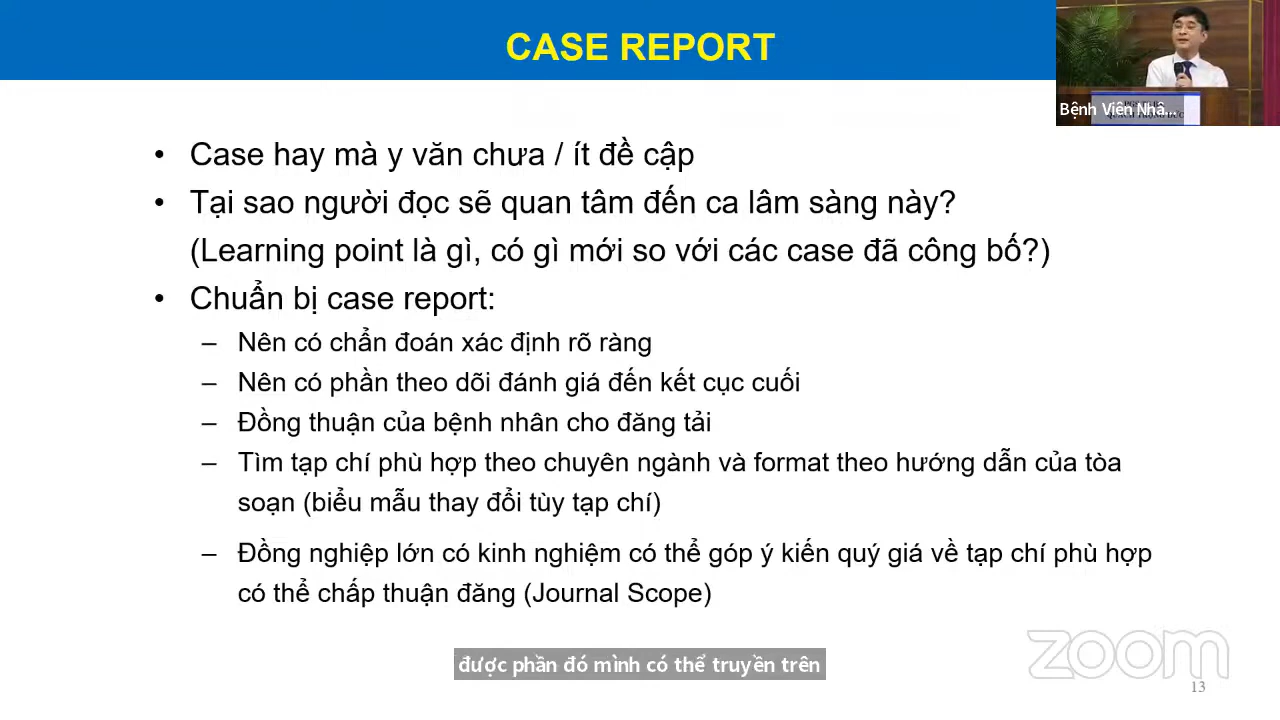 CASE REPORT
Bệnh Viện Nhâ...
• Case hay mà y văn chưa / ít đề cập
• Tại sao người đọc sẽ quan tâm đến ca lâm sàng này?
(Learning point là gì, có gì mới so với các case đã công bố?)
• Chuẩn bị case report:
– Nên có chẩn đoán xác định rõ ràng
– Nên có phần theo dõi đánh giá đến kết cục cuối
– Đồng thuận của bệnh nhân cho đăng tải
– Tìm tạp chí phù hợp theo chuyên ngành và format theo hướng dẫn của tòa
soạn (biểu mẫu thay đổi tùy tạp chí)
– Đồng nghiệp lớn có kinh nghiệm có thể góp ý kiến quý giá về tạp chí phù hợp
có thể chấp thuận đăng (Journal Scope)
được phần đó mình có thể truyền trên
zoom
13